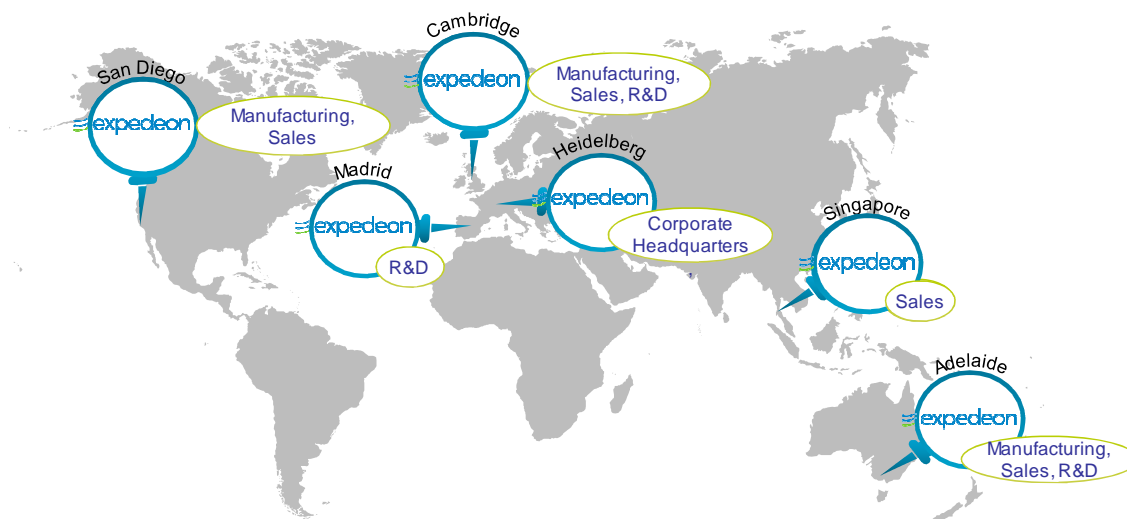 Cambridge
expedeon
Manufacturing,
Sales, R&D
San Diego
expedeon
Manufacturing,
Sales
Heidelberg
expedeon
Corporate
Headquarters
Madrid
expedeon
R&D
Singapore
expedeon
Sales
Adelaide
expedeon
Manufacturing,
Sales, R&D